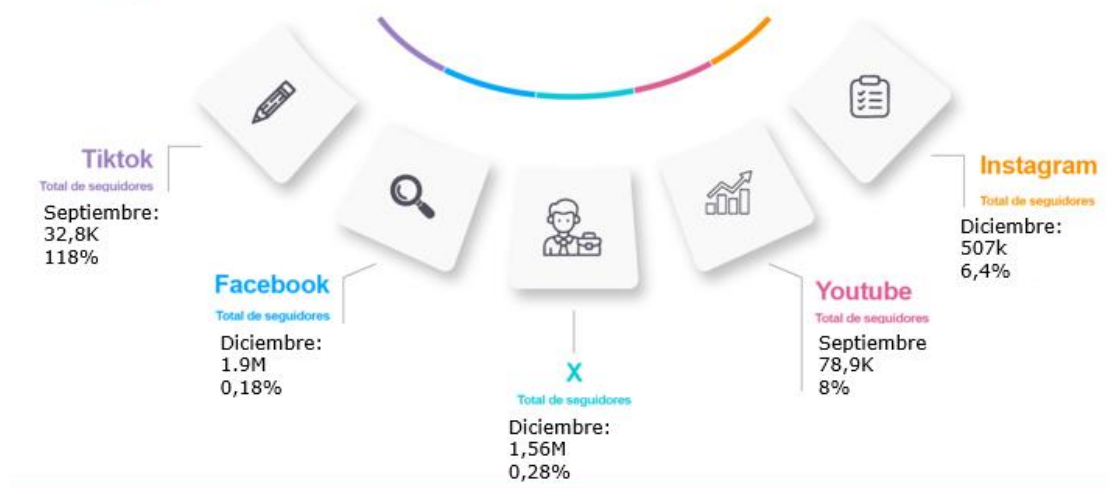 Tiktok
Total de seguidores
Septiembre:
32,8K
118%
Facebook
Total de seguidores
Diciembre:
1.9M
0,18%
X
Total de seguidores
Diciembre:
1,56M
0,28%
Youtube
Total de seguidores
Septiembre
78,9K
8%
Instagram
Total de seguidores
Diciembre:
507k
6,4%